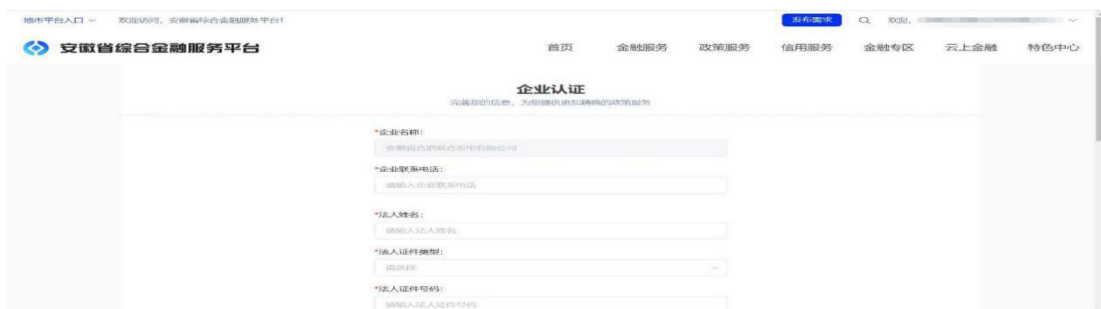 地市平台入口
欢迎访问，安徽省综合金融服务平台！
发布需求
欢迎，
安徽省综合金融服务平台
首页 金融服务 政策服务 信用服务 金融专区 云上金融 特色中心
企业认证
完善您的信息，为您提供更加精确的政策服务
*企业名称：
*企业联系电话：
请输入企业联系电话
*法人姓名：
请输入法人姓名
*法人证件类型：
请选择
*法人证件号码：
请输入法人证件号码